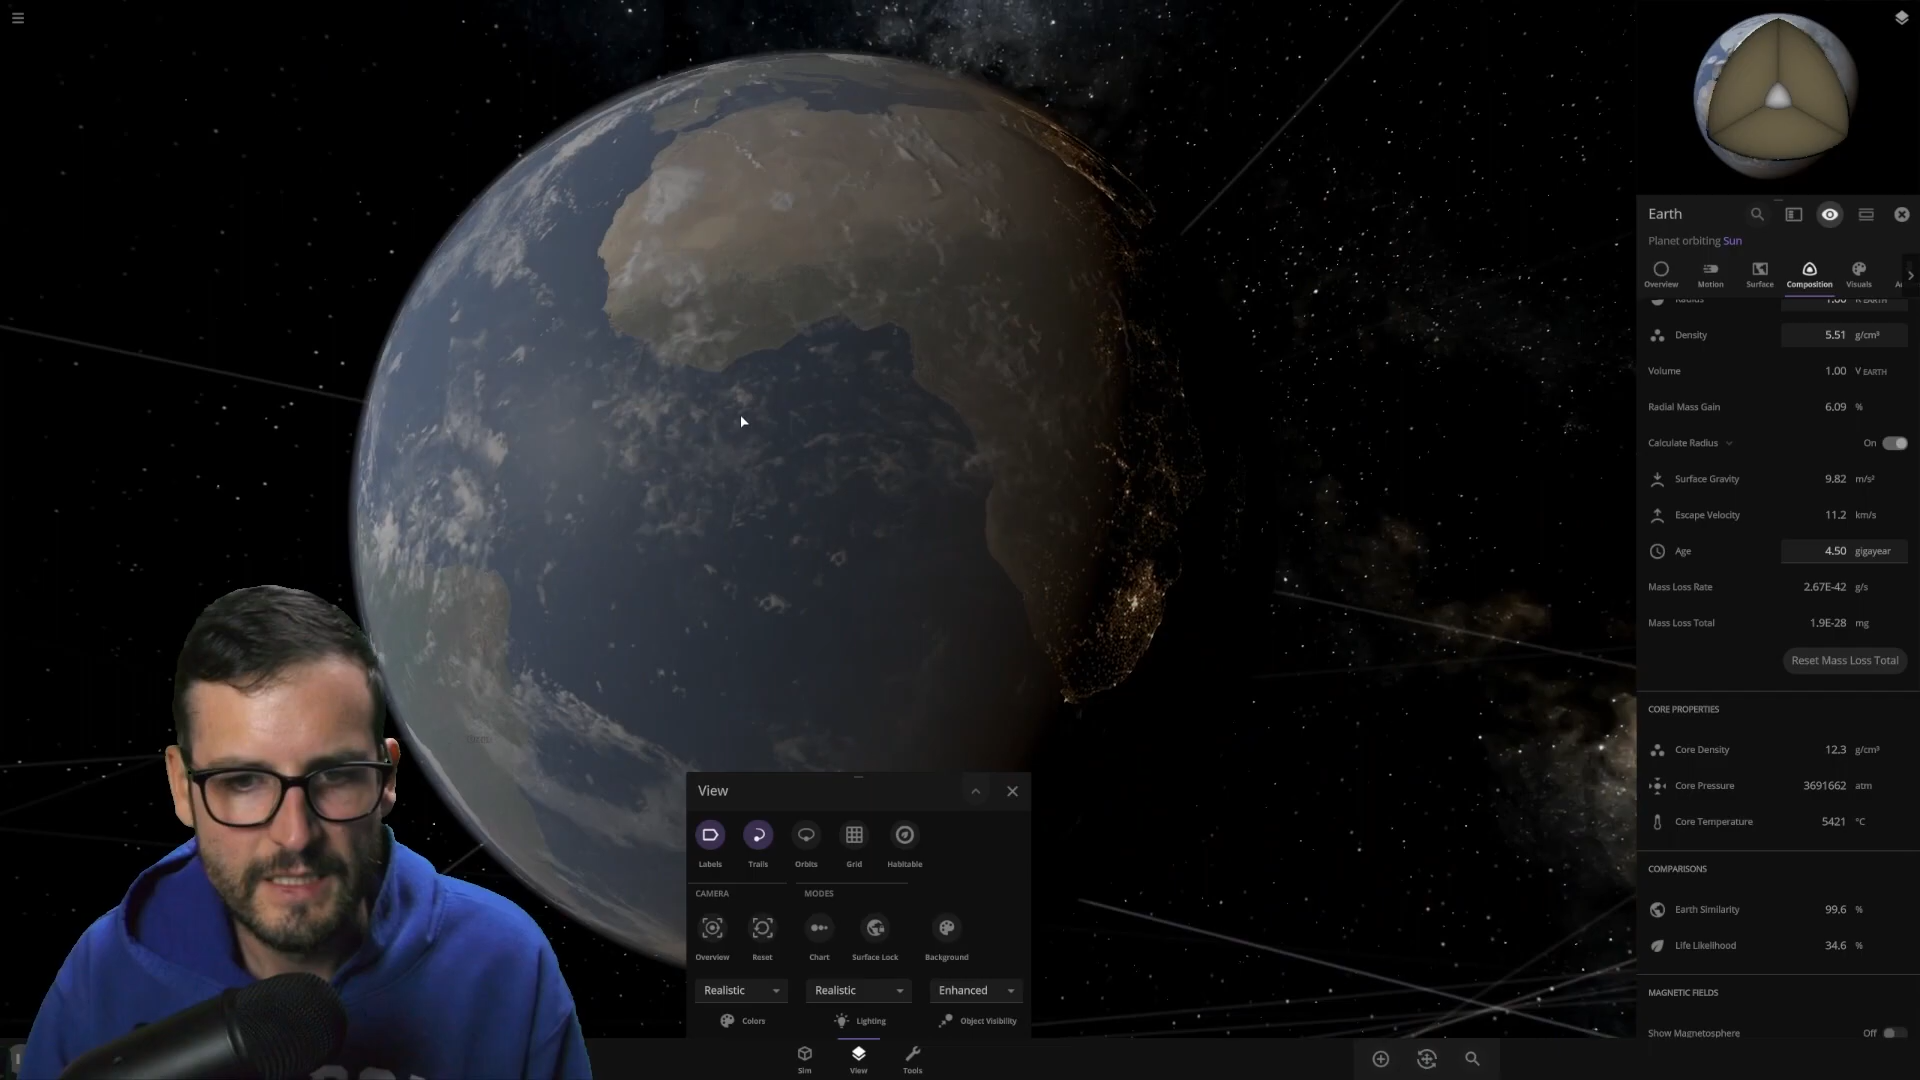 Earth
Planet orbiting Sun
Overview Motion Surface Composition Visuals
Density 5.51 g/cm³
Volume 1.00 V EARTH
Radial Mass Gain 6.09 %
Calculate Radius On
Surface Gravity 9.82 m/s²
Escape Velocity 11.2 km/s
Age 4.50 gigayear
Mass Loss Rate 2.67E-42 g/s
Mass Loss Total 1.9E-28 mg
Reset Mass Loss Total
CORE PROPERTIES
Core Density 12.3 g/cm³
Core Pressure 3691662 atm
Core Temperature 5421 °C
COMPARISONS
Earth Similarity 99.6 %
Life Likelihood 34.6 %
MAGNETIC FIELDS
Show Magnetosphere Off
View
Labels Trails Orbits Grid Habitable
CAMERA MODES
Overview Reset Chart Surface Lock Background
Realistic Realistic Enhanced
Colors Lighting Object Visibility
Sim View Tools